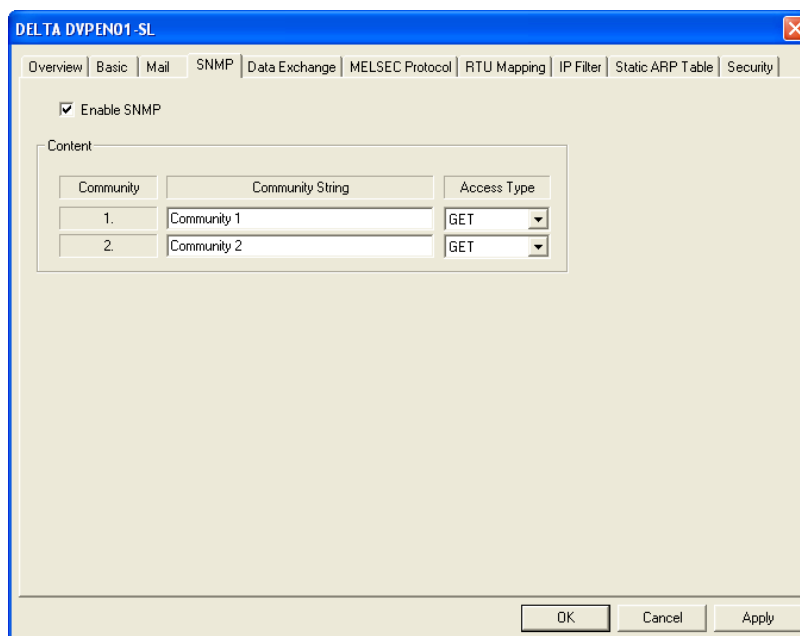 DELTA DVPEN01-SL
Overview Basic Mail SNMP Data Exchange MELSEC Protocol RTU Mapping IP Filter Static ARP Table Security
Enable SNMP
Content
Community Community String Access Type
1. Community 1 GET
2. Community 2 GET
OK Cancel Apply